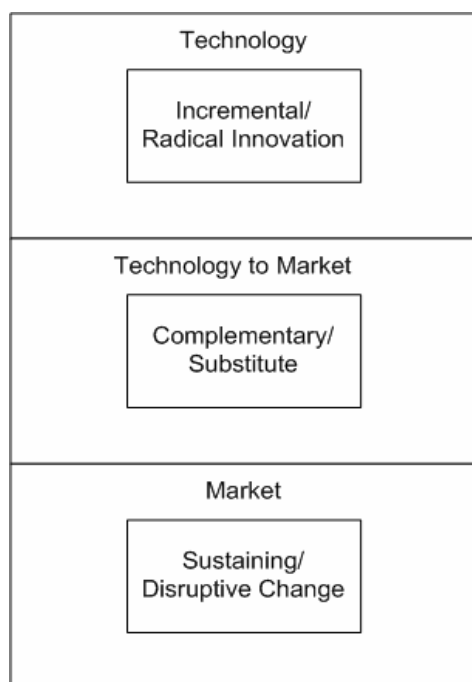 Technology
Incremental/
Radical Innovation
Technology to Market
Complementary/
Substitute
Market
Sustaining/
Disruptive Change